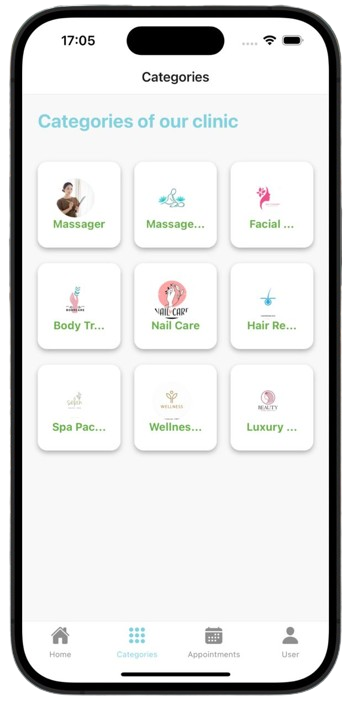 17:05
Categories
Categories of our clinic
Massager
Massage...
Facial ...
Body Tr...
NAIL CARE
Nail Care
Hair Re...
Spa Pac...
WELLNESS
Wellnes...
BEAUTY
Luxury ...
Home
Categories
Appointments
User